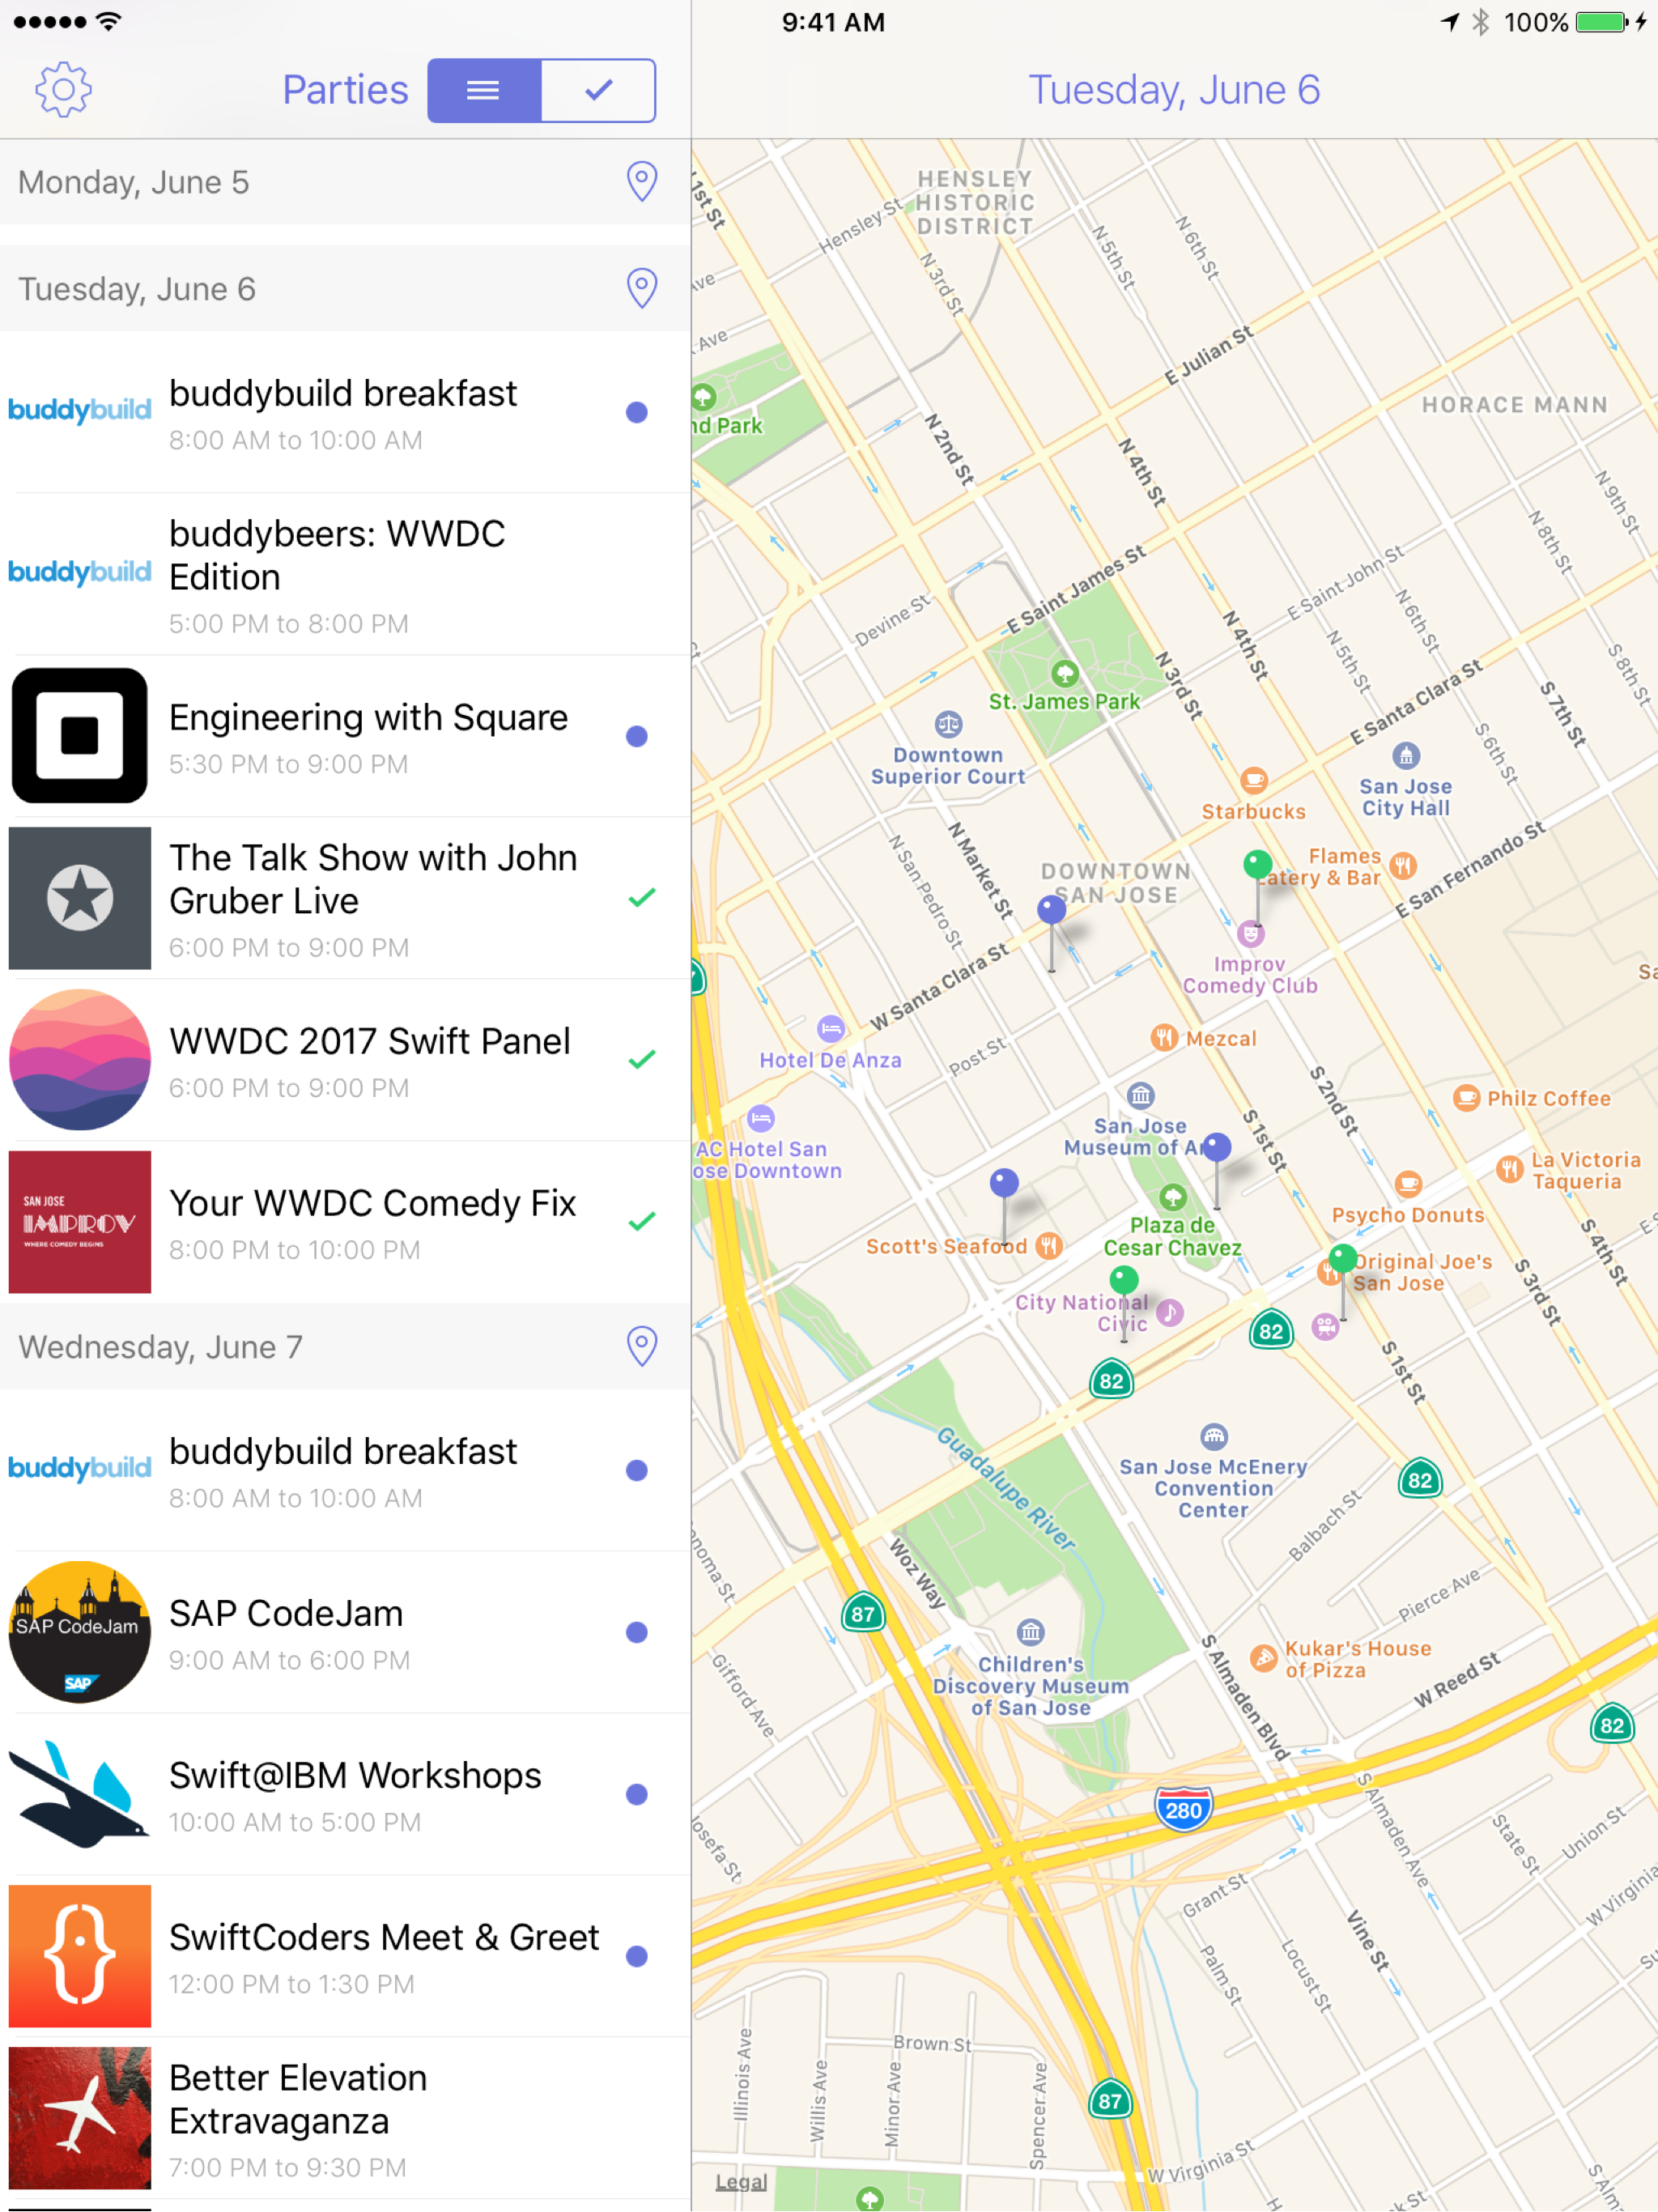 9:41 AM
100%
Parties
Tuesday, June 6
Monday, June 5
Tuesday, June 6
buddybuild
buddybuild breakfast
8:00 AM to 10:00 AM
buddybuild
buddybeers: WWDC
Edition
5:00 PM to 8:00 PM
Engineering with Square
5:30 PM to 9:00 PM
The Talk Show with John
Gruber Live
6:00 PM to 9:00 PM
WWDC 2017 Swift Panel
6:00 PM to 9:00 PM
SAN JOSE
IMPROV
WHERE COMEDY BEGINS
Your WWDC Comedy Fix
8:00 PM to 10:00 PM
Wednesday, June 7
buddybuild
buddybuild breakfast
8:00 AM to 10:00 AM
SAP CodeJam
SAP
SAP CodeJam
9:00 AM to 6:00 PM
Swift@IBM Workshops
10:00 AM to 5:00 PM
SwiftCoders Meet & Greet
12:00 PM to 1:30 PM
Better Elevation
Extravaganza
7:00 PM to 9:30 PM
HENSLEY
HISTORIC
DISTRICT
1st St
Hensley St
N 3rd St
N 5th St
N 6th St
Ave
Ave
E Julian St
HORACE MANN
nd Park
N 2nd St
N 4th St
N 9th St
N 8th St
E Saint James St
E Saint John St
Devine St
N 4th St
N 5th St
N 6th St
S 8th St
St. James Park
N 3rd St
E Santa Clara St
S 7th St
S 6th St
Downtown
Superior Court
Starbucks
San Jose
City Hall
N San Pedro St
N Market St
DOWNTOWN
SAN JOSE
Flames
Eatery & Bar
E San Fernando St
Improv
Comedy Club
W Santa Clara St
Hotel De Anza
Post St
Mezcal
S 2nd St
Philz Coffee
San Jose
Museum of Ar
S 1st St
AC Hotel San
ose Downtown
La Victoria
Taqueria
Psycho Donuts
Plaza de
Cesar Chavez
Scott's Seafood
Original Joe's
San Jose
S 3rd St
S 4th St
City National
Civic
82
82
S 1st St
Guadalupe River
San Jose McEnery
Convention
Center
82
Balbach St
Woz Way
onoma St
87
Pierce Ave
Gifford Ave
Children's
Discovery Museum
of San Jose
S Almaden Blvd
Kukar's House
of Pizza
W Reed St
82
280
S Almaden Ave
State St
Union St
Josefa St
Grant St
W Virginia
Vine St
Palm St
Locust St
Brown St
Illinois Ave
Willis Ave
Minor Ave
Spencer Ave
87
W Virginia St
Legal
S Alm